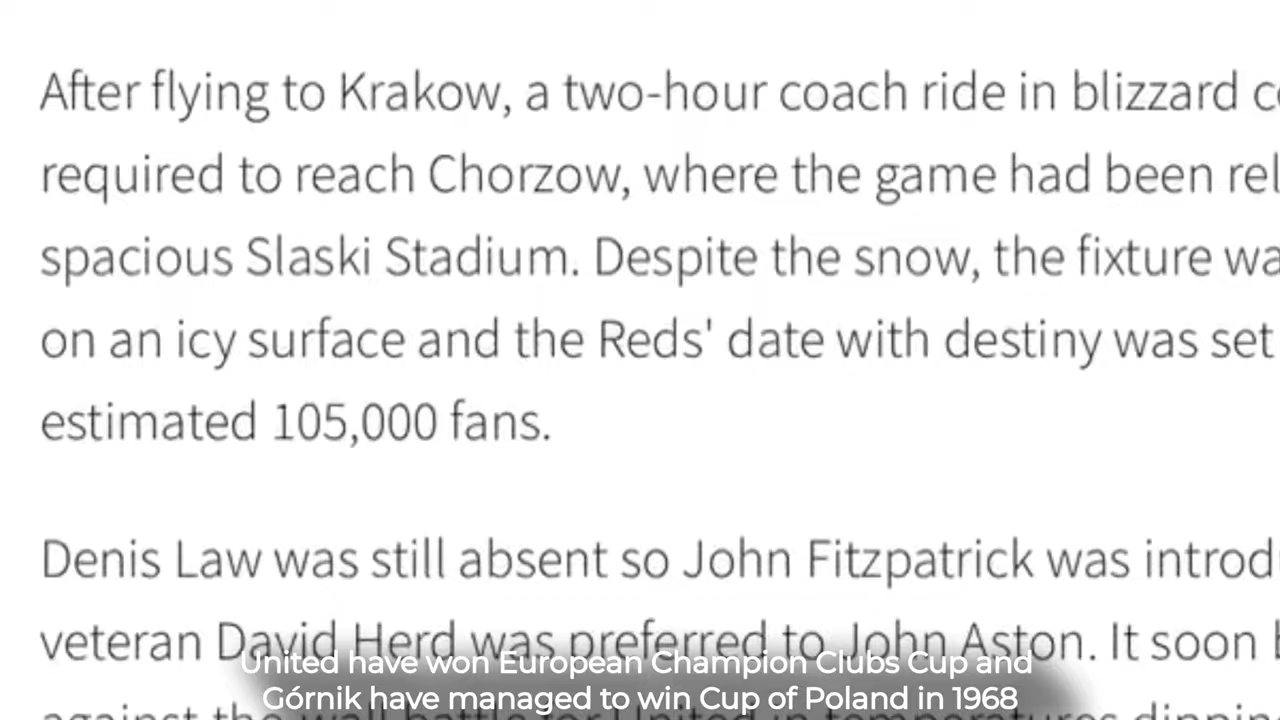 After flying to Krakow, a two-hour coach ride in blizzard
required to reach Chorzow, where the game had been
spacious Slaski Stadium. Despite the snow, the fixture
on an icy surface and the Reds' date with destiny was set
estimated 105,000 fans.
Denis Law was still absent so John Fitzpatrick was
veteran David Herd was preferred to John Aston. It soon
United have won European Champion Clubs Cup and
Górnik have managed to win Cup of Poland in 1968